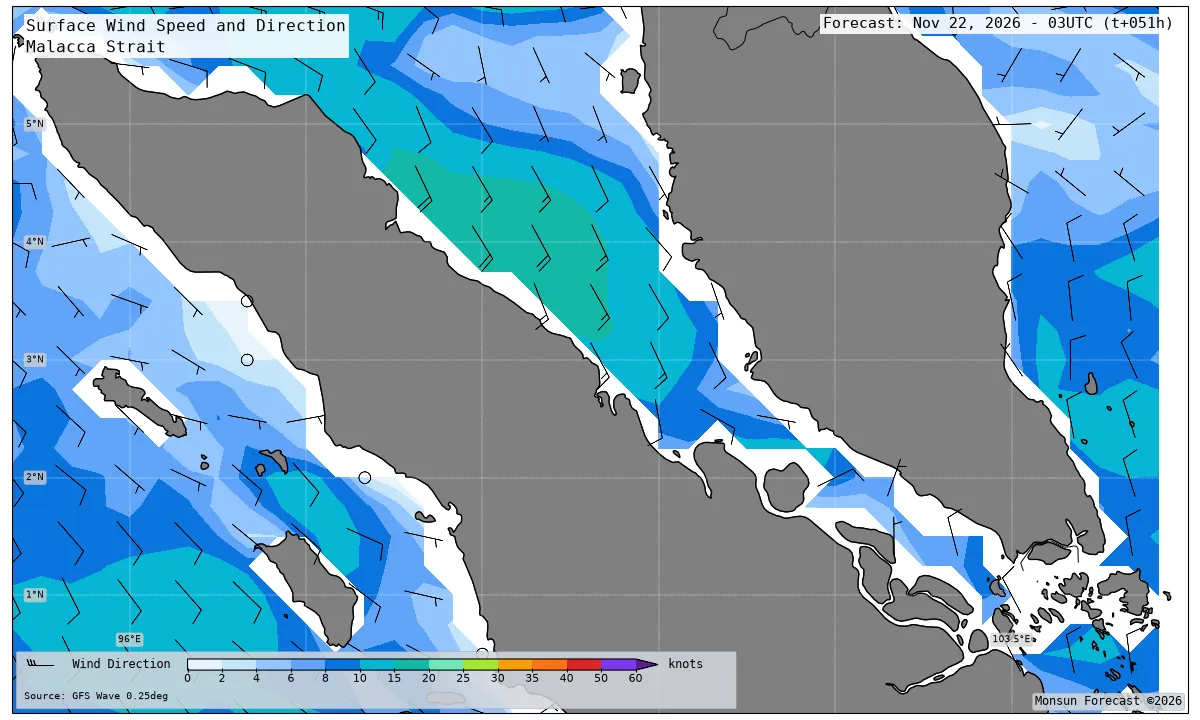 Surface Wind Speed and Direction
Malacca Strait
Forecast: Nov 22, 2026 - 03UTC (t+051h)
5°N
4°N
3°N
2°N
1°N
96°E
103.5°E
Wind Direction
knots
0 2 4 6 8 10 15 20 25 30 40 50 60
Source: GFS Wave 0.25deg
Monsun Forecast ©2026